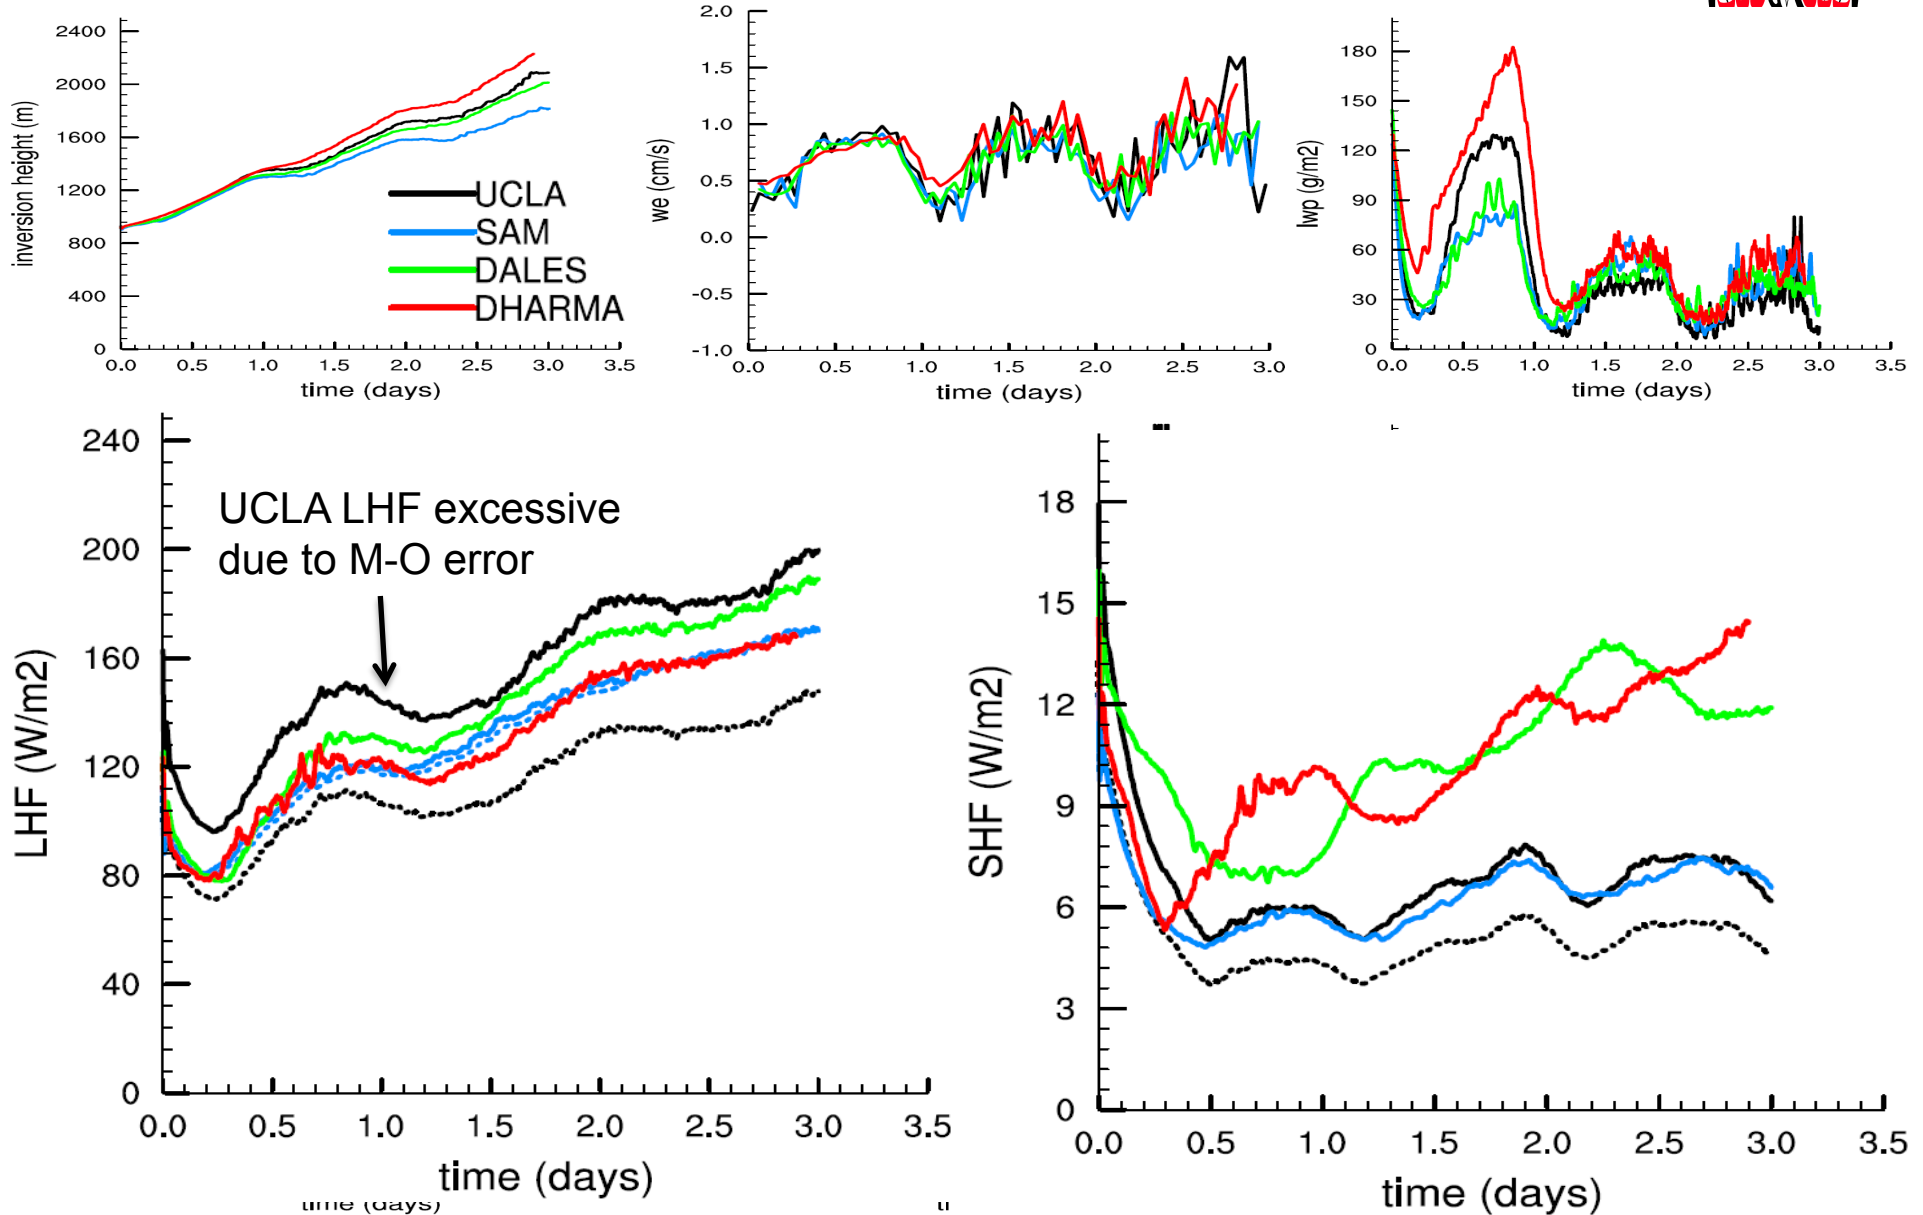 2400
2000
1600
1200
800
400
0
inversion height (m)
0.0 0.5 1.0 1.5 2.0 2.5 3.0 3.5
time (days)
UCLA
SAM
DALES
DHARMA
2.0
1.5
1.0
0.5
0.0
-0.5
-1.0
we (cm/s)
0.0 0.5 1.0 1.5 2.0 2.5 3.0
time (days)
180
150
120
90
60
30
0
lwp (g/m2)
0.0 0.5 1.0 1.5 2.0 2.5 3.0 3.5
time (days)
240
200
160
120
80
40
0
LHF (W/m2)
UCLA LHF excessive
due to M-O error
0.0 0.5 1.0 1.5 2.0 2.5 3.0 3.5
time (days)
time (days)
18
15
12
9
6
3
0
SHF (W/m2)
0.0 0.5 1.0 1.5 2.0 2.5 3.0 3.5
time (days)